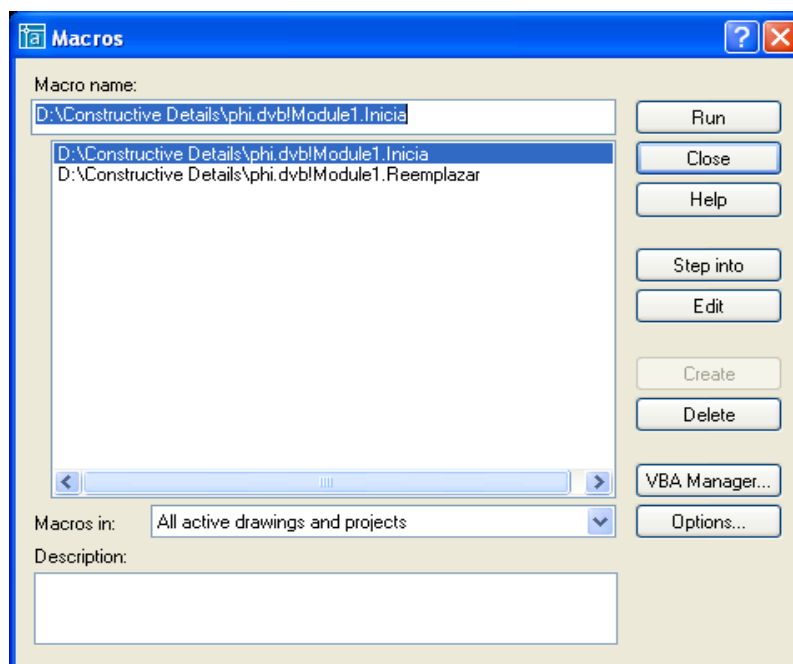 Macros
Macro name:
D:\Constructive Details\phi.dvb!Module1.Inicia
D:\Constructive Details\phi.dvb!Module1.Inicia
D:\Constructive Details\phi.dvb!Module1.Reemplazar
Run
Close
Help
Step into
Edit
Create
Delete
VBA Manager...
Macros in:
All active drawings and projects
Options...
Description: